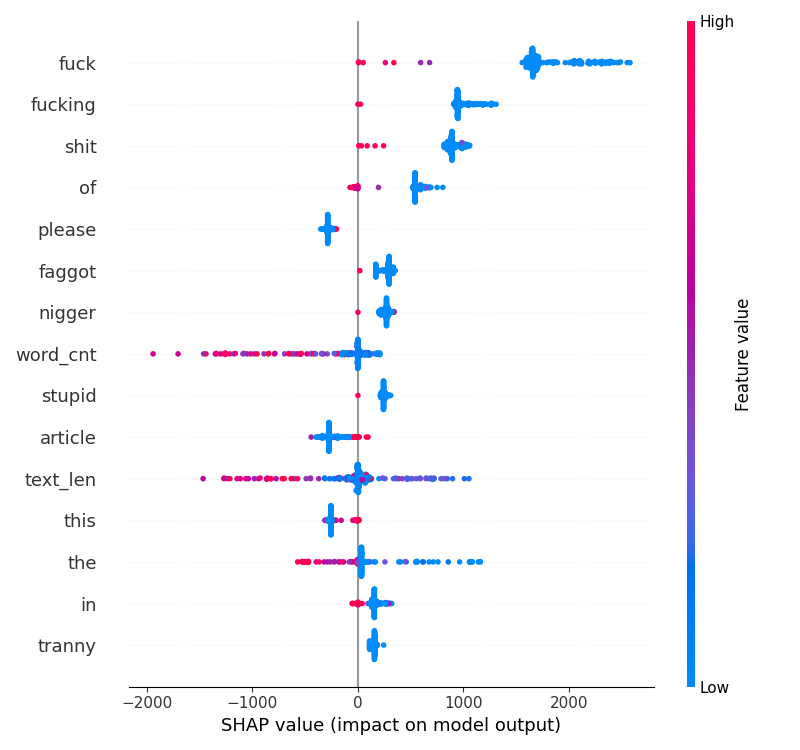 High
fuck
fucking
shit
of
please
faggot
nigger
word_cnt
stupid
article
text_len
this
the
in
tranny
Feature value
Low
−2000 −1000 0 1000 2000
SHAP value (impact on model output)